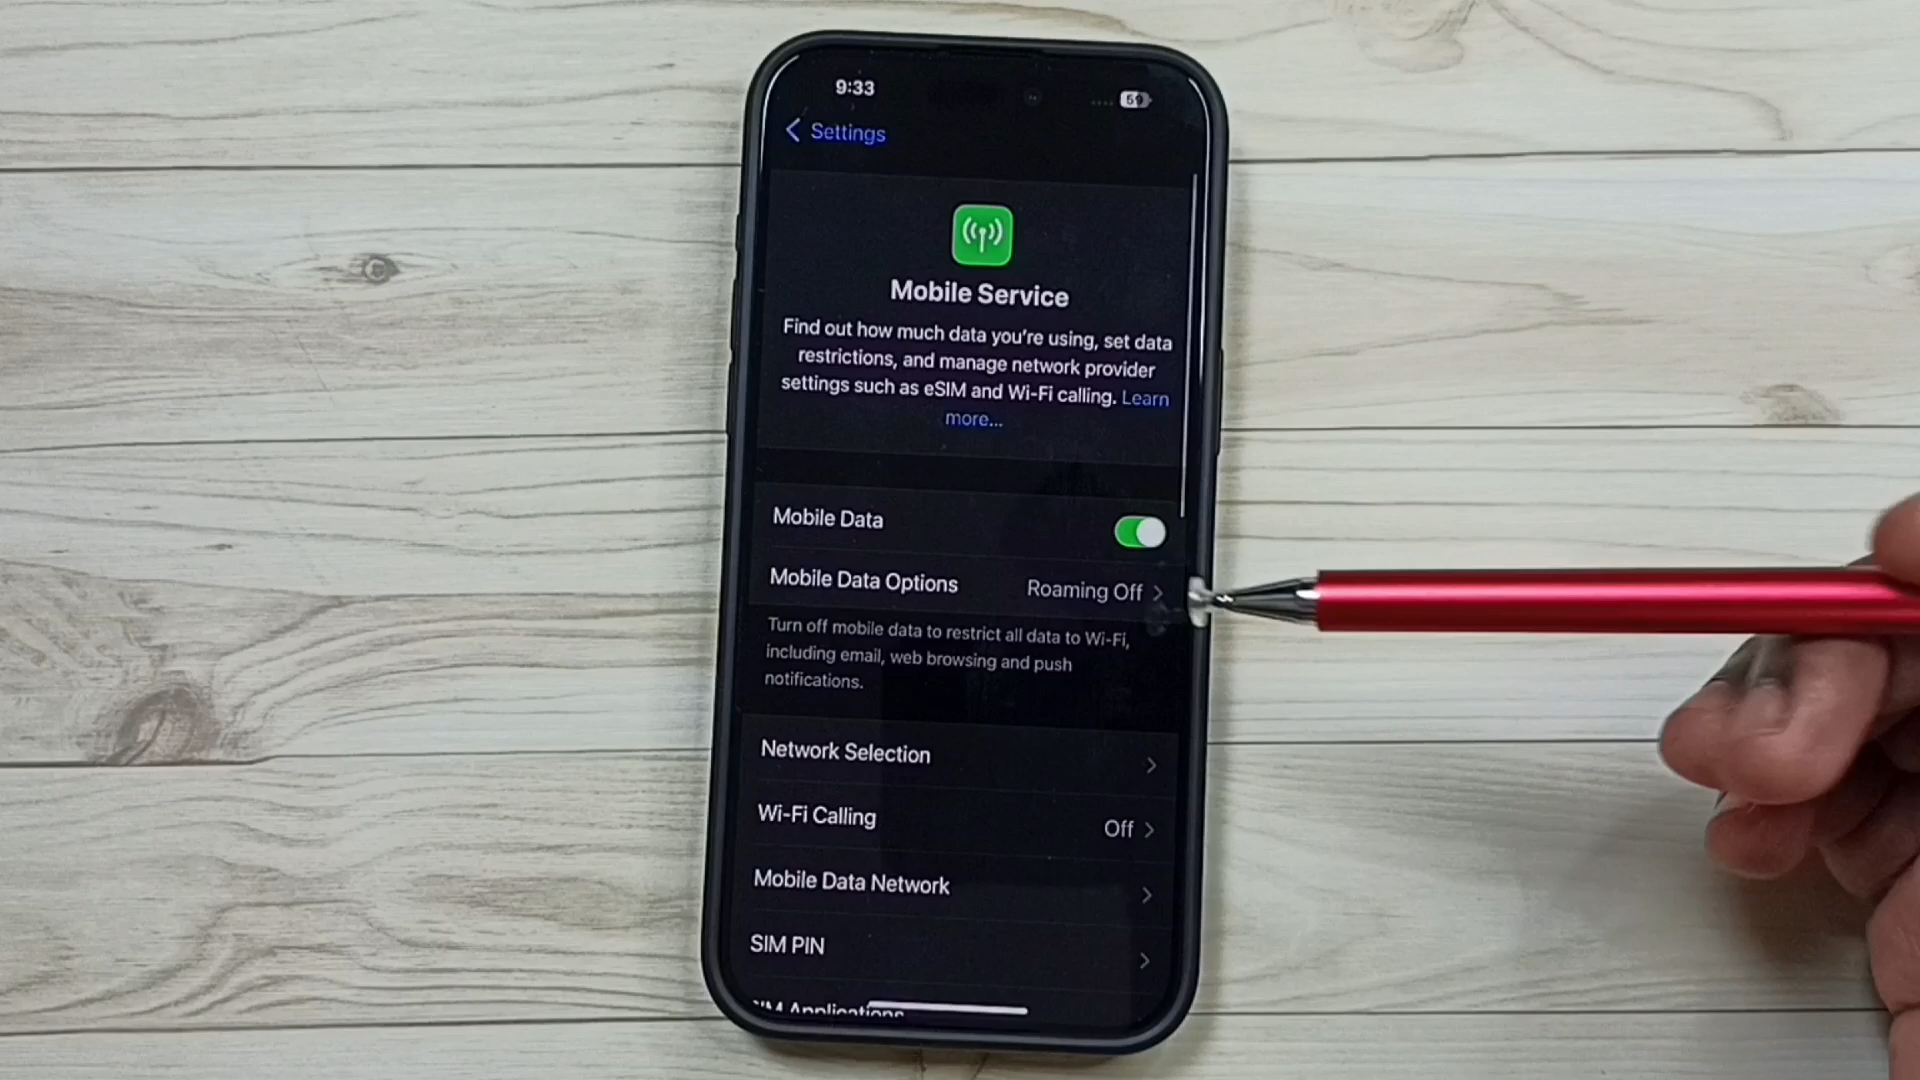 9:33
59
Settings
Mobile Service
Find out how much data you're using, set data
restrictions, and manage network provider
settings such as eSIM and Wi-Fi calling. Learn
more...
Mobile Data
Mobile Data Options Roaming Off
Turn off mobile data to restrict all data to Wi-Fi,
including email, web browsing and push
notifications.
Network Selection
Wi-Fi Calling Off
Mobile Data Network
SIM PIN
Applications